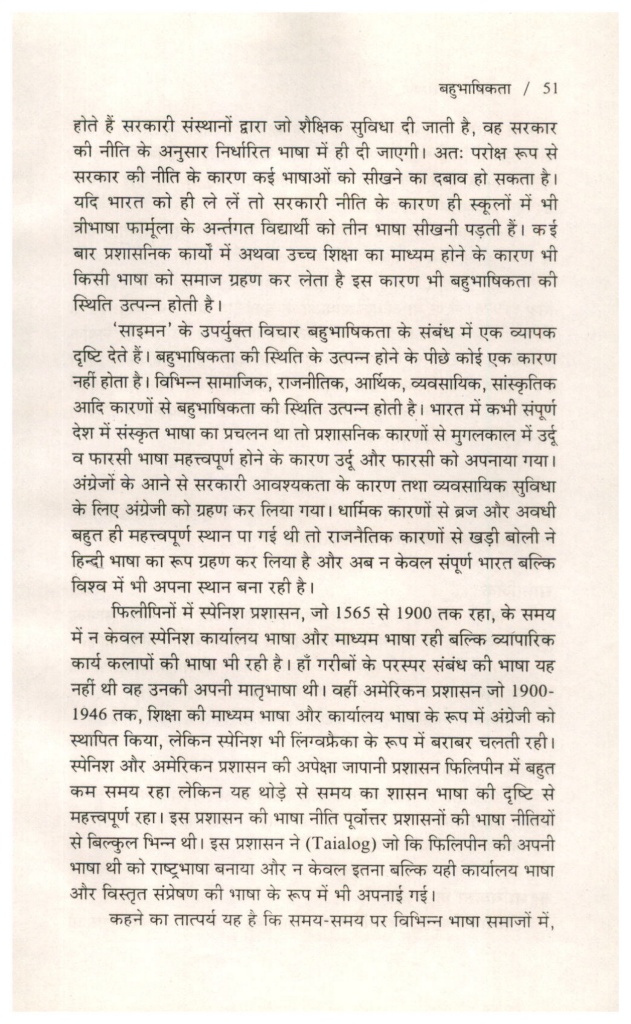 बहुभाषिकता / 51
होते हैं सरकारी संस्थानों द्वारा जो शैक्षिक सुविधा दी जाती है, वह सरकार
की नीति के अनुसार निर्धारित भाषा में ही दी जाएगी। अतः परोक्ष रूप से
सरकार की नीति के कारण कई भाषाओं को सीखने का दबाव हो सकता है।
यदि भारत को ही ले लें तो सरकारी नीति के कारण ही स्कूलों में भी
त्रीभाषा फार्मूला के अर्न्तगत विद्यार्थी को तीन भाषा सीखनी पड़ती हैं। कई
बार प्रशासनिक कार्यों में अथवा उच्च शिक्षा का माध्यम होने के कारण भी
किसी भाषा को समाज ग्रहण कर लेता है इस कारण भी बहुभाषिकता की
स्थिति उत्पन्न होती है।
‘साइमन’ के उपर्युक्त विचार बहुभाषिकता के संबंध में एक व्यापक
दृष्टि देते हैं। बहुभाषिकता की स्थिति के उत्पन्न होने के पीछे कोई एक कारण
नहीं होता है। विभिन्न सामाजिक, राजनीतिक, आर्थिक, व्यवसायिक, सांस्कृतिक
आदि कारणों से बहुभाषिकता की स्थिति उत्पन्न होती है। भारत में कभी संपूर्ण
देश में संस्कृत भाषा का प्रचलन था तो प्रशासनिक कारणों से मुगलकाल में उर्दू
व फारसी भाषा महत्त्वपूर्ण होने के कारण उर्दू और फारसी को अपनाया गया।
अंग्रेजों के आने से सरकारी आवश्यकता के कारण तथा व्यवसायिक सुविधा
के लिए अंग्रेजी को ग्रहण कर लिया गया। धार्मिक कारणों से ब्रज और अवधी
बहुत ही महत्त्वपूर्ण स्थान पा गई थी तो राजनैतिक कारणों से खड़ी बोली ने
हिन्दी भाषा का रूप ग्रहण कर लिया है और अब न केवल संपूर्ण भारत बल्कि
विश्व में भी अपना स्थान बना रही है।
फिलीपिनों में स्पेनिश प्रशासन, जो 1565 से 1900 तक रहा, के समय
में न केवल स्पेनिश कार्यालय भाषा और माध्यम भाषा रही बल्कि व्यापारिक
कार्य कलापों की भाषा भी रही है। हाँ गरीबों के परस्पर संबंध की भाषा यह
नहीं थी वह उनकी अपनी मातृभाषा थी। वहीं अमेरिकन प्रशासन जो 1900-
1946 तक, शिक्षा की माध्यम भाषा और कार्यालय भाषा के रूप में अंग्रेजी को
स्थापित किया, लेकिन स्पेनिश भी लिंग्वफ्रैका के रूप में बराबर चलती रही।
स्पेनिश और अमेरिकन प्रशासन की अपेक्षा जापानी प्रशासन फिलिपीन में बहुत
कम समय रहा लेकिन यह थोड़े से समय का शासन भाषा की दृष्टि से
महत्त्वपूर्ण रहा। इस प्रशासन की भाषा नीति पूर्वोत्तर प्रशासनों की भाषा नीतियों
से बिल्कुल भिन्न थी। इस प्रशासन ने (Taialog) जो कि फिलिपीन की अपनी
भाषा थी को राष्ट्रभाषा बनाया और न केवल इतना बल्कि यही कार्यालय भाषा
और विस्तृत संप्रेषण की भाषा के रूप में भी अपनाई गई।
कहने का तात्पर्य यह है कि समय-समय पर विभिन्न भाषा समाजों में,